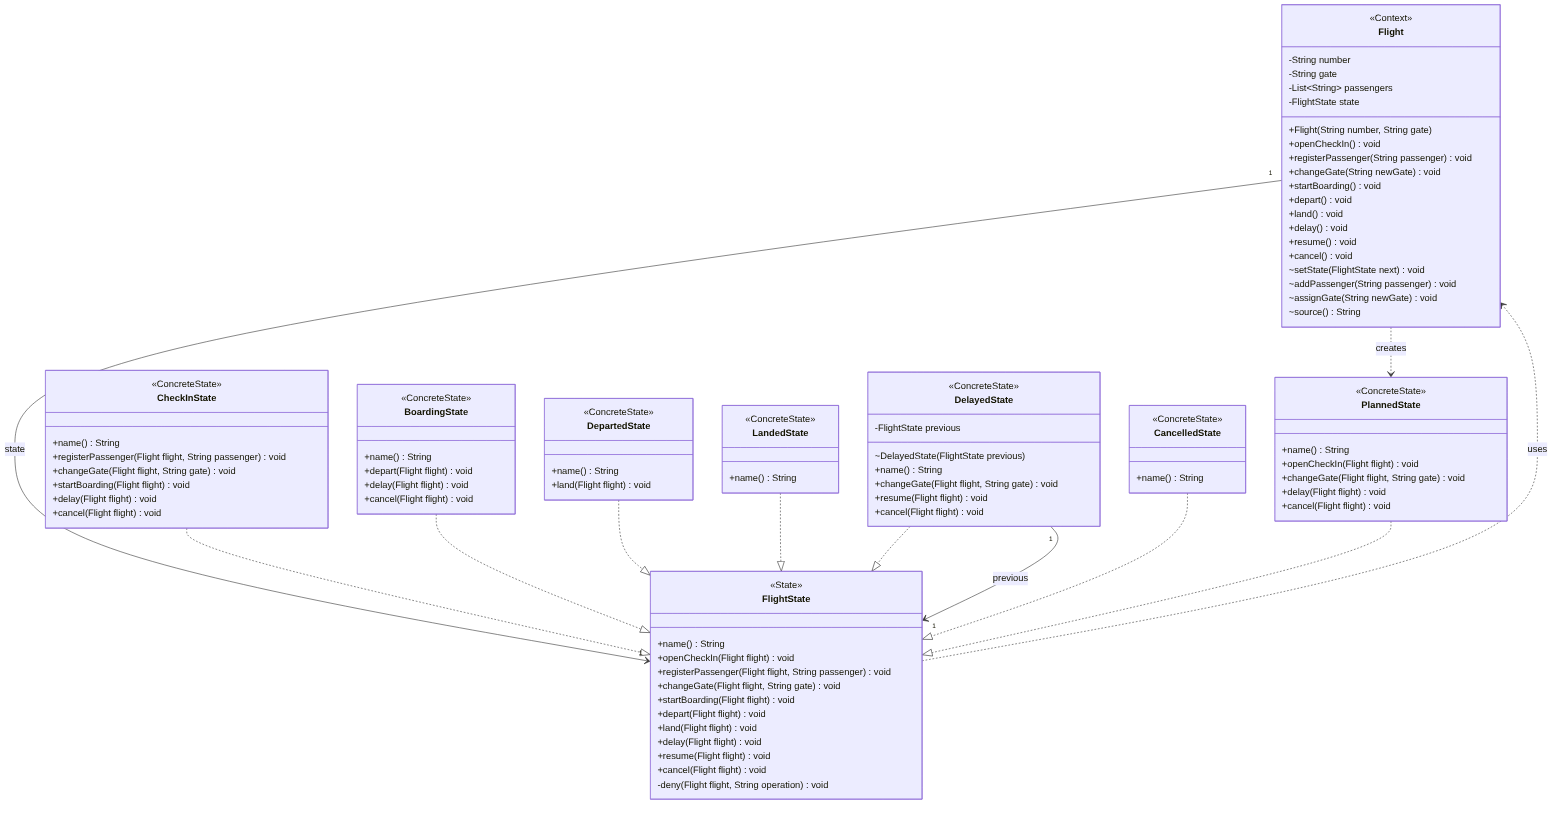 «Context»
Flight
-String number
-String gate
-List<String> passengers
-FlightState state
+Flight(String number, String gate)
+openCheckIn() : void
+registerPassenger(String passenger) : void
+changeGate(String newGate) : void
+startBoarding() : void
+depart() : void
+land() : void
+delay() : void
+resume() : void
+cancel() : void
~setState(FlightState next) : void
~addPassenger(String passenger) : void
~assignGate(String newGate) : void
~source() : String
1
creates
state
uses
«ConcreteState»
CheckInState
+name() : String
+registerPassenger(Flight flight, String passenger) : void
+changeGate(Flight flight, String gate) : void
+startBoarding(Flight flight) : void
+delay(Flight flight) : void
+cancel(Flight flight) : void
«ConcreteState»
BoardingState
+name() : String
+depart(Flight flight) : void
+delay(Flight flight) : void
+cancel(Flight flight) : void
«ConcreteState»
DepartedState
+name() : String
+land(Flight flight) : void
«ConcreteState»
LandedState
+name() : String
«ConcreteState»
DelayedState
-FlightState previous
~DelayedState(FlightState previous)
+name() : String
+changeGate(Flight flight, String gate) : void
+resume(Flight flight) : void
+cancel(Flight flight) : void
«ConcreteState»
CancelledState
+name() : String
«ConcreteState»
PlannedState
+name() : String
+openCheckIn(Flight flight) : void
+changeGate(Flight flight, String gate) : void
+delay(Flight flight) : void
+cancel(Flight flight) : void
1
previous
1
1
«State»
FlightState
+name() : String
+openCheckIn(Flight flight) : void
+registerPassenger(Flight flight, String passenger) : void
+changeGate(Flight flight, String gate) : void
+startBoarding(Flight flight) : void
+depart(Flight flight) : void
+land(Flight flight) : void
+delay(Flight flight) : void
+resume(Flight flight) : void
+cancel(Flight flight) : void
-deny(Flight flight, String operation) : void